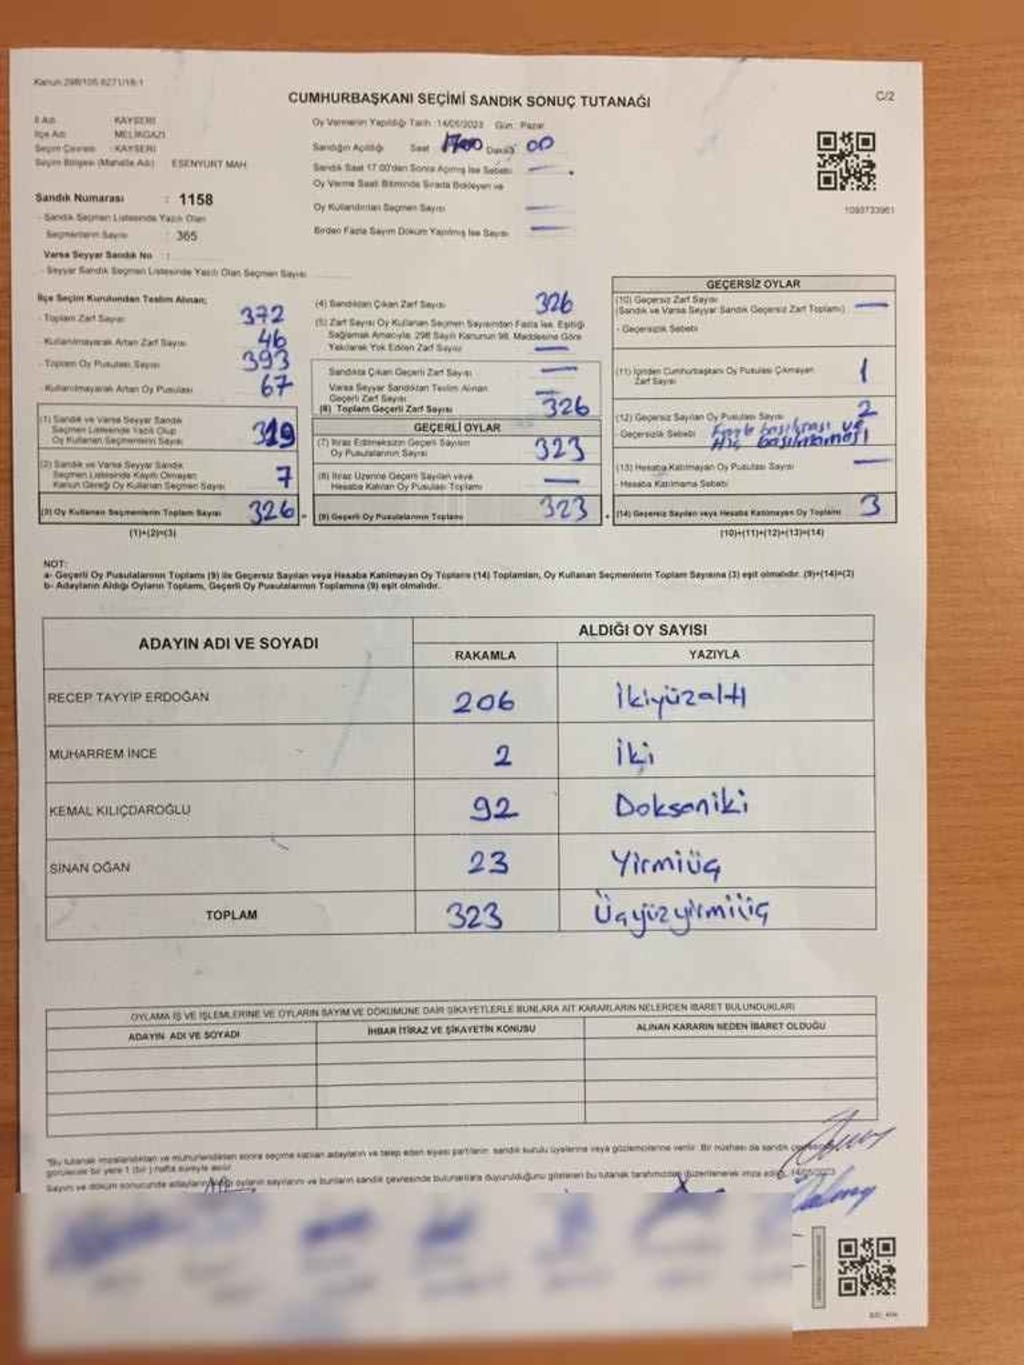 Kanun 298/105 6271/18-1
CUMHURBAŞKANI SEÇİMİ SANDIK SONUÇ TUTANAĞI
C/2
İl Adı : KAYSERİ
İlçe Adı : MELİKGAZİ
Seçim Çevresi : KAYSERİ
Seçim Bölgesi (Mahalle Adı) ESENYURT MAH.
Oy Vermenin Yapıldığı Tarih :14/05/2023 Gün : Pazar
Sandığın Açıldığı Saat 1700 Dakika 00
Sandık Saat 17.00'den Sonra Açılmış İse Sebebi
Oy Verme Saati Bitiminde Sırada Bekleyen ve
Oy Kullandırılan Seçmen Sayısı
Birden Fazla Sayım Döküm Yapılmış İse Sayısı
1093733961
Sandık Numarası : 1158
- Sandık Seçmen Listesinde Yazılı Olan
Seçmenlerin Sayısı : 365
Varsa Seyyar Sandık No :
- Seyyar Sandık Seçmen Listesinde Yazılı Olan Seçmen Sayısı
İlçe Seçim Kurulundan Teslim Alınan;
- Toplam Zarf Sayısı 372
- Kullanılmayarak Artan Zarf Sayısı 46
- Toplam Oy Pusulası Sayısı 393
- Kullanılmayarak Artan Oy Pusulası 67
(1) Sandık ve Varsa Seyyar Sandık
Seçmen Listesinde Yazılı Olup
Oy Kullanan Seçmenlerin Sayısı 319
(2) Sandık ve Varsa Seyyar Sandık
Seçmen Listesinde Kayıtlı Olmayan
Kanun Gereği Oy Kullanan Seçmen Sayısı 7
(3) Oy Kullanan Seçmenlerin Toplam Sayısı 326
(1)+(2)=(3)
(4) Sandıktan Çıkan Zarf Sayısı 326
(5) Zarf Sayısı Oy Kullanan Seçmen Sayısından Fazla İse, Eşitliği
Sağlamak Amacıyla, 298 Sayılı Kanunun 98. Maddesine Göre
Yakılarak Yok Edilen Zarf Sayısı
Sandıkta Çıkan Geçerli Zarf Sayısı
Varsa Seyyar Sandıktan Teslim Alınan
Geçerli Zarf Sayısı
(6) Toplam Geçerli Zarf Sayısı 326
GEÇERLİ OYLAR
(7) İtiraz Edilmeksizin Geçerli Sayılan
Oy Pusulalarının Sayısı 323
(8) İtiraz Üzerine Geçerli Sayılan veya
Hesaba Katılan Oy Pusulası Toplamı
(9) Geçerli Oy Pusulalarının Toplamı 323
GEÇERSİZ OYLAR
(10) Geçersiz Zarf Sayısı
(Sandık ve Varsa Seyyar Sandık Geçersiz Zarf Toplamı)
- Geçersizlik Sebebi
(11) İçinden Cumhurbaşkanı Oy Pusulası Çıkmayan
Zarf Sayısı 1
(12) Geçersiz Sayılan Oy Pusulası Sayısı 2
- Geçersizlik Sebebi Fazla basılması ve
Hiç basılmaması
(13) Hesaba Katılmayan Oy Pusulası Sayısı
- Hesaba Katılmama Sebebi
(14) Geçersiz Sayılan veya Hesaba Katılmayan Oy Toplamı 3
(10)+(11)+(12)+(13)=(14)
NOT:
a- Geçerli Oy Pusulalarının Toplamı (9) ile Geçersiz Sayılan veya Hesaba Katılmayan Oy Toplamı (14) Toplamları, Oy Kullanan Seçmenlerin Toplam Sayısına (3) eşit olmalıdır. (9)+(14)=(3)
b- Adayların Aldığı Oyların Toplamı, Geçerli Oy Pusulalarının Toplamına (9) eşit olmalıdır.
ADAYIN ADI VE SOYADI
ALDIĞI OY SAYISI
RAKAMLA YAZIYLA
RECEP TAYYİP ERDOĞAN 206 İkiyüzaltı
MUHARREM İNCE 2 İki
KEMAL KILIÇDAROĞLU 92 Doksaniki
SİNAN OĞAN 23 Yirmiüç
TOPLAM 323 Üçyüzyirmiüç
OYLAMA İŞ VE İŞLEMLERİNE VE OYLARIN SAYIM VE DÖKÜMÜNE DAİR ŞİKAYETLERLE BUNLARA AİT KARARLARIN NELERDEN İBARET BULUNDUKLARI
ADAYIN ADI VE SOYADI İHBAR İTİRAZ VE ŞİKAYETİN KONUSU ALINAN KARARIN NEDEN İBARET OLDUĞU
"Bu tutanak imzalandıktan ve mühürlendikten sonra seçime katılan adayların ve talep eden siyasi partilerin sandık kurulu üyelerine veya gözlemcilerine verilir. Bir nüshası da sandık
görülecek bir yere 1 (bir) hafta süreyle asılır.
Sayım ve döküm sonucunda adayların oyların sayılarını ve bunların sandık çevresinde bulunanlara duyurulduğunu gösteren bu tutanak tarafımızdan düzenlenerek imza edildi. 14/05/2023